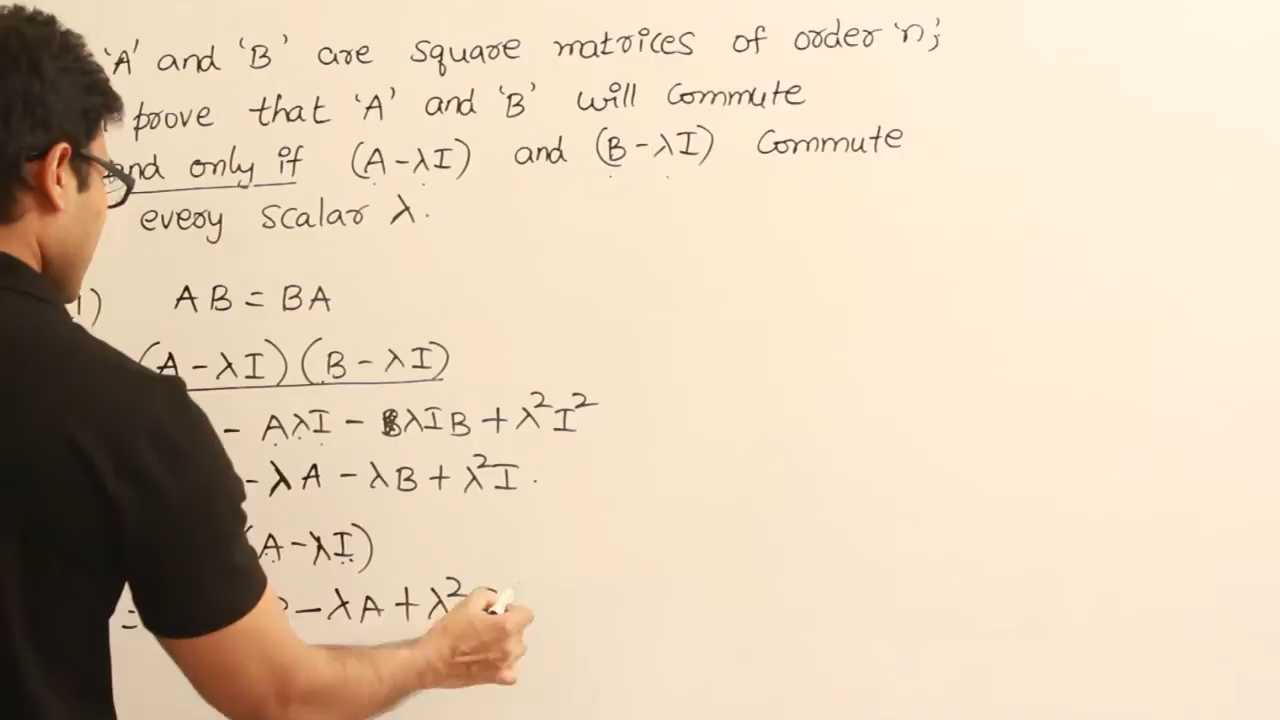 'A' and 'B' are square matrices of order 'n';
prove that 'A' and 'B' will commute
and only if (A-λI) and (B-λI) commute
every scalar λ.
) AB = BA
(A-λI)(B-λI)
- AλI - λIB + λ²I²
- λA - λB + λ²I.
(A-λI)
= - λA + λ²